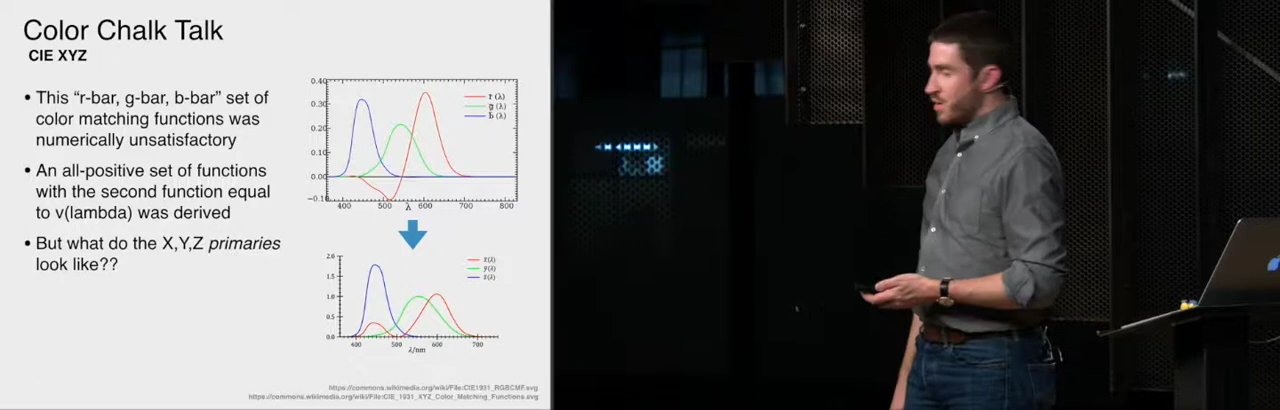 Color Chalk Talk
CIE XYZ
• This “r-bar, g-bar, b-bar” set of
color matching functions was
numerically unsatisfactory
• An all-positive set of functions
with the second function equal
to v(lambda) was derived
• But what do the X,Y,Z primaries
look like??
0.40
0.30
0.20
0.10
0.00
400 500 600 700 800
λ
r (λ)
g (λ)
b (λ)
2.0
1.5
1.0
0.5
0.0
400 500 600 700
λ/nm
x̄(λ)
ȳ(λ)
z̄(λ)
https://commons.wikimedia.org/wiki/File:CIE1931_RGBCMF.svg
https://commons.wikimedia.org/wiki/File:CIE_1931_XYZ_Color_Matching_Functions.svg